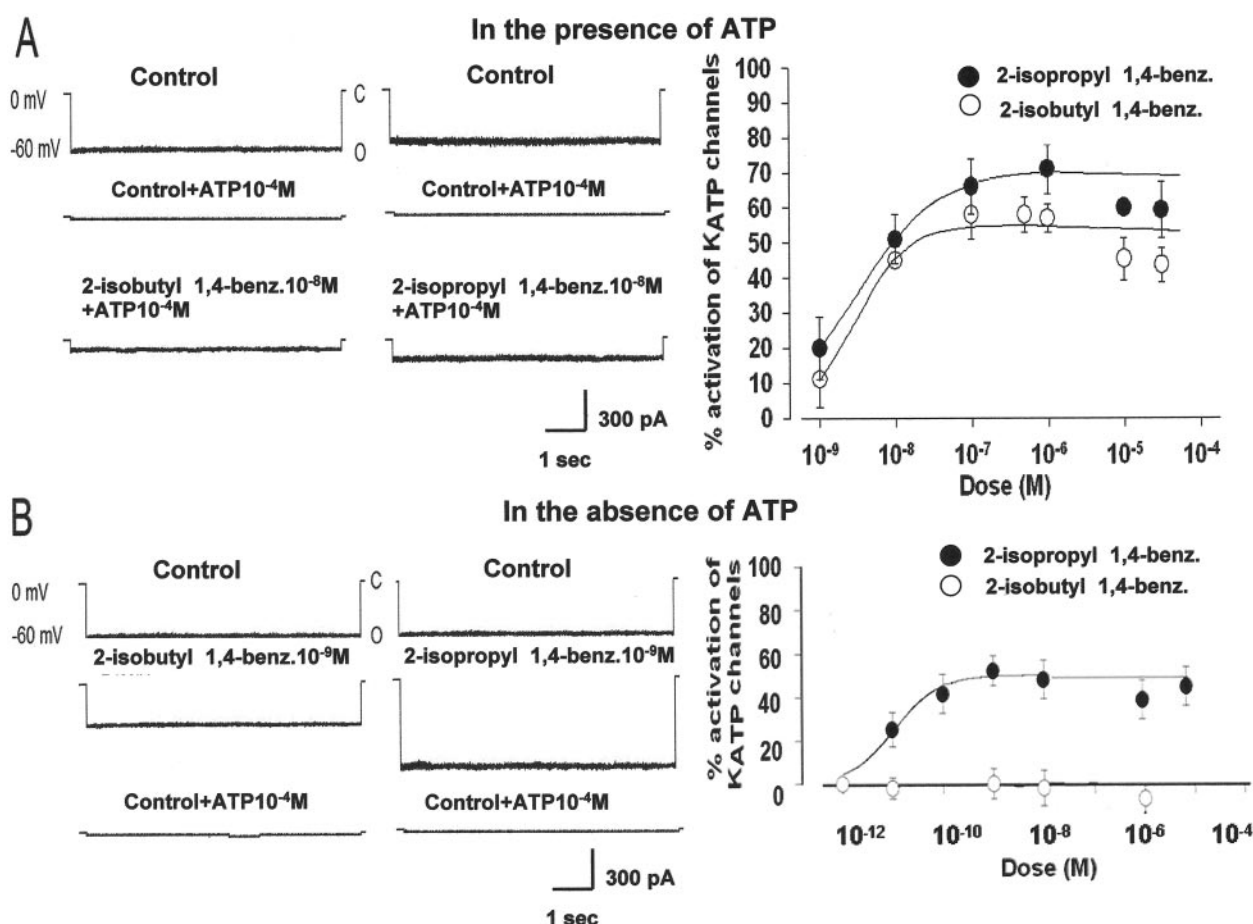 A
In the presence of ATP
Control
Control
0 mV
-60 mV
C
O
Control+ATP10⁻⁴M
Control+ATP10⁻⁴M
2-isobutyl 1,4-benz.10⁻⁸M
+ATP10⁻⁴M
2-isopropyl 1,4-benz.10⁻⁸M
+ATP10⁻⁴M
300 pA
1 sec
2-isopropyl 1,4-benz.
2-isobutyl 1,4-benz.
% activation of KATP channels
100
90
80
70
60
50
40
30
20
10
0
10⁻⁹ 10⁻⁸ 10⁻⁷ 10⁻⁶ 10⁻⁵ 10⁻⁴
Dose (M)
B
In the absence of ATP
Control
Control
0 mV
-60 mV
C
O
2-isobutyl 1,4-benz.10⁻⁹M
2-isopropyl 1,4-benz.10⁻⁹M
Control+ATP10⁻⁴M
Control+ATP10⁻⁴M
300 pA
1 sec
2-isopropyl 1,4-benz.
2-isobutyl 1,4-benz.
% activation of
KATP channels
100
80
60
40
20
0
10⁻¹² 10⁻¹⁰ 10⁻⁸ 10⁻⁶ 10⁻⁴
Dose (M)